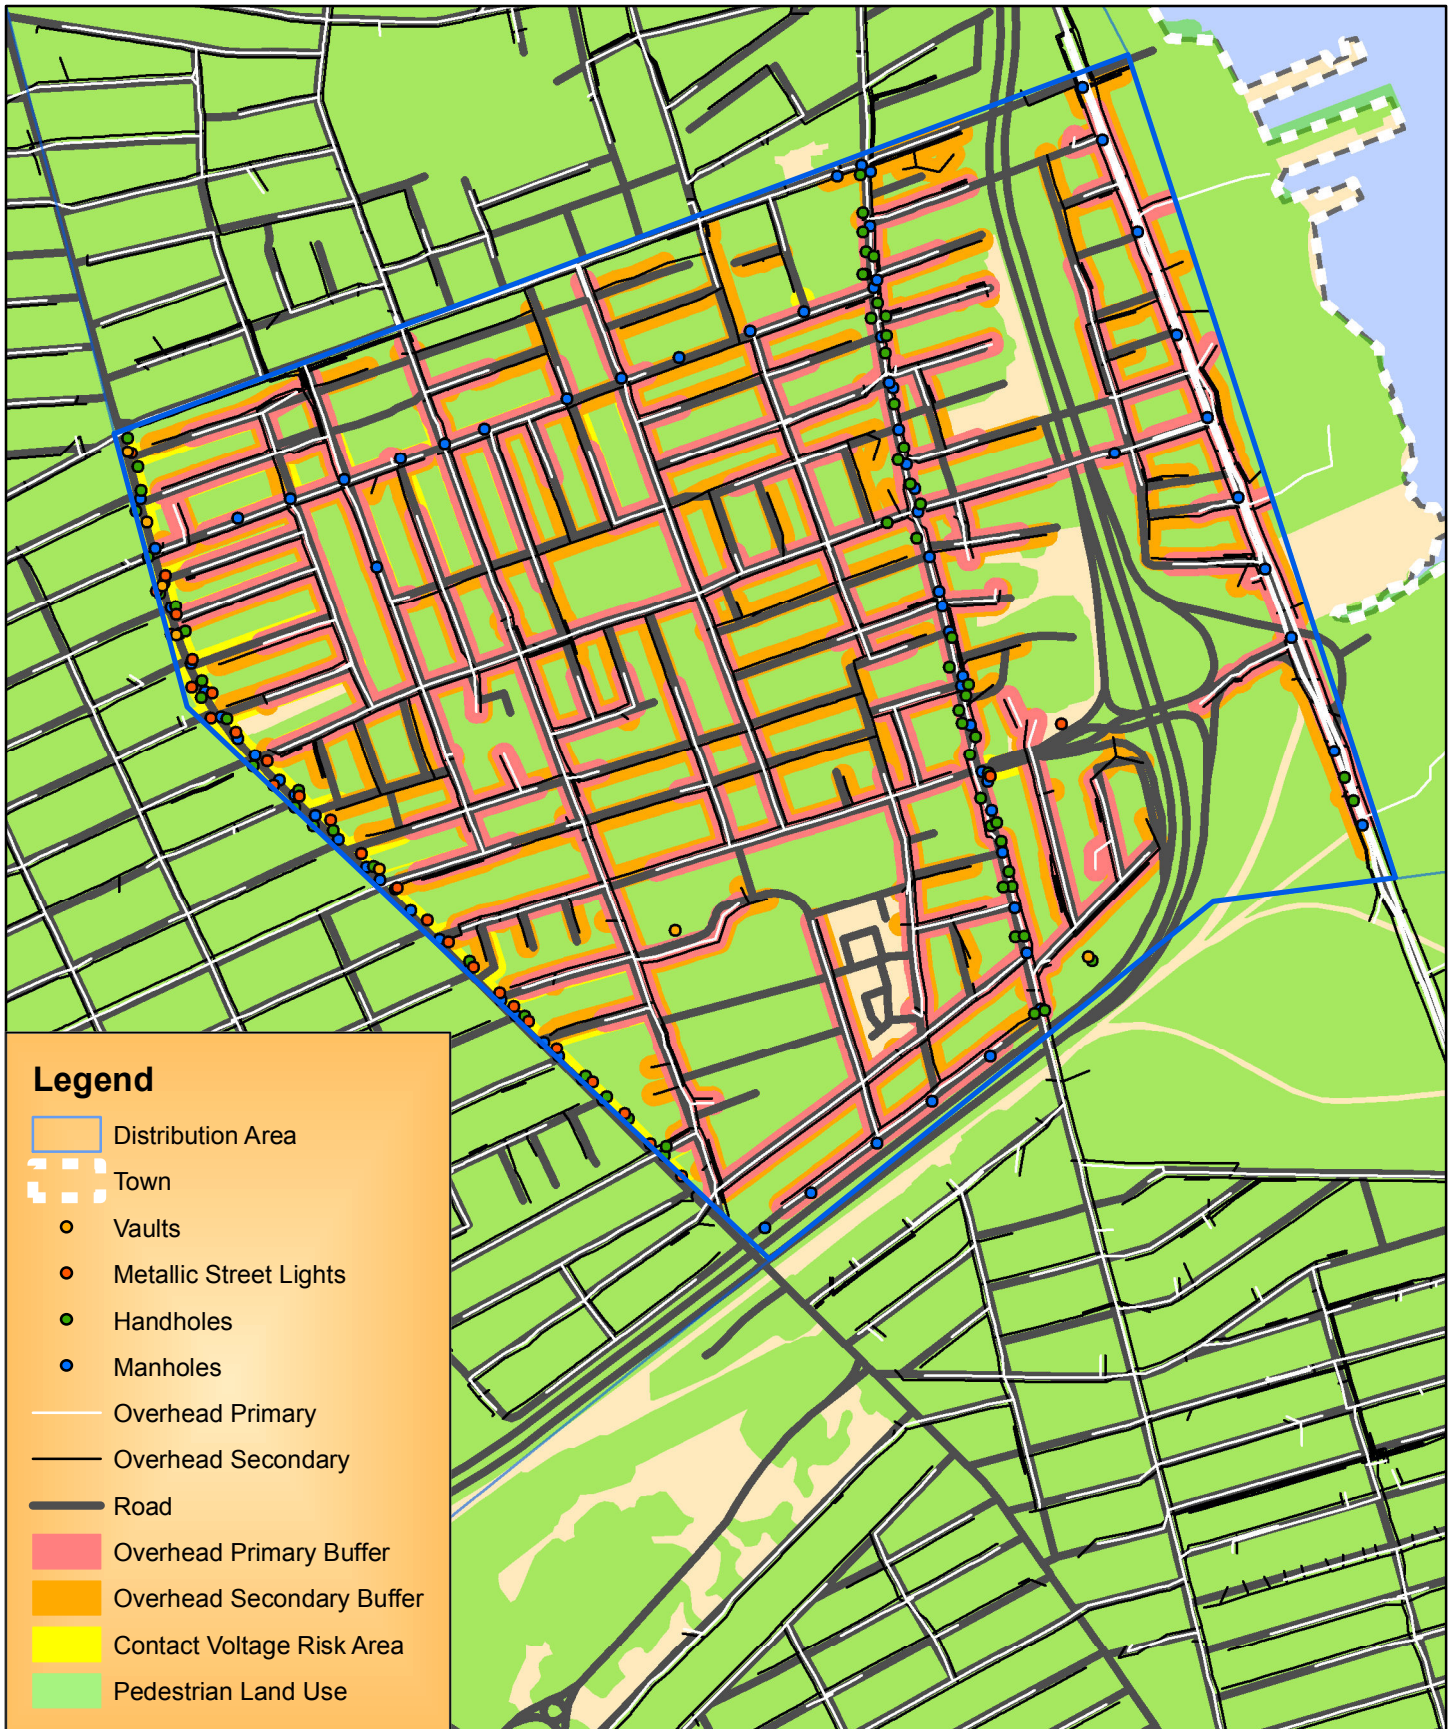 Legend
Distribution Area
Town
Vaults
Metallic Street Lights
Handholes
Manholes
Overhead Primary
Overhead Secondary
Road
Overhead Primary Buffer
Overhead Secondary Buffer
Contact Voltage Risk Area
Pedestrian Land Use